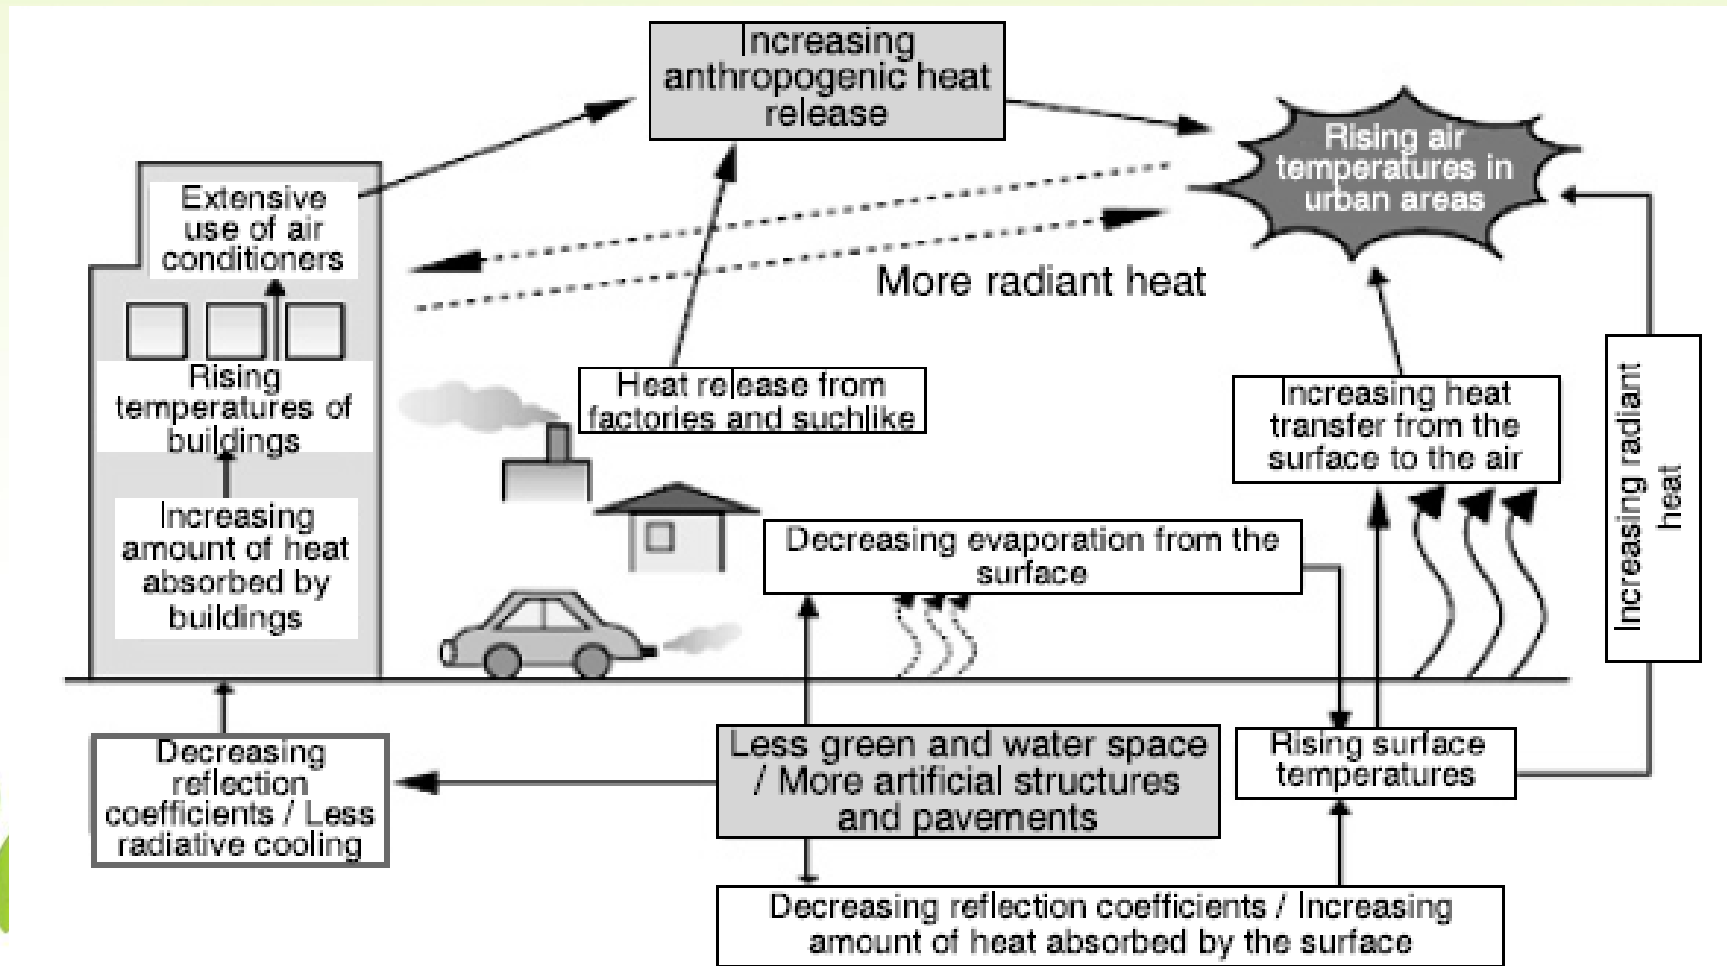 Increasing
anthropogenic heat
release
Rising air
temperatures in
urban areas
Extensive
use of air
conditioners
More radiant heat
Rising
temperatures of
buildings
Heat release from
factories and suchlike
Increasing heat
transfer from the
surface to the air
Increasing radiant
heat
Increasing
amount of heat
absorbed by
buildings
Decreasing evaporation from the
surface
Decreasing
reflection
coefficients / Less
radiative cooling
Less green and water space
/ More artificial structures
and pavements
Rising surface
temperatures
Decreasing reflection coefficients / Increasing
amount of heat absorbed by the surface